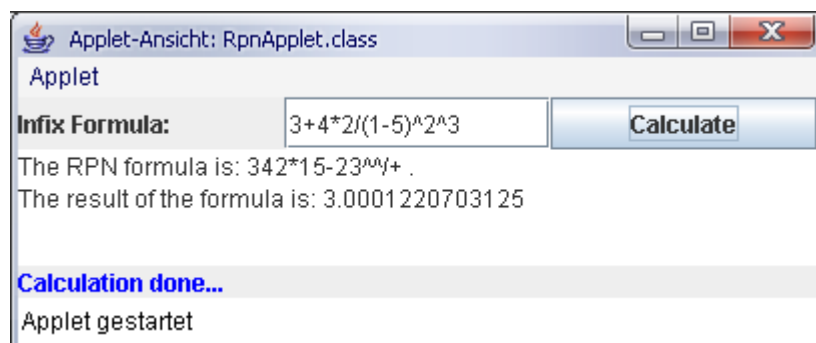 Applet-Ansicht: RpnApplet.class
Applet
Infix Formula: 3+4*2/(1-5)^2^3 Calculate
The RPN formula is: 342*15-23^^/+ .
The result of the formula is: 3.0001220703125
Calculation done...
Applet gestartet